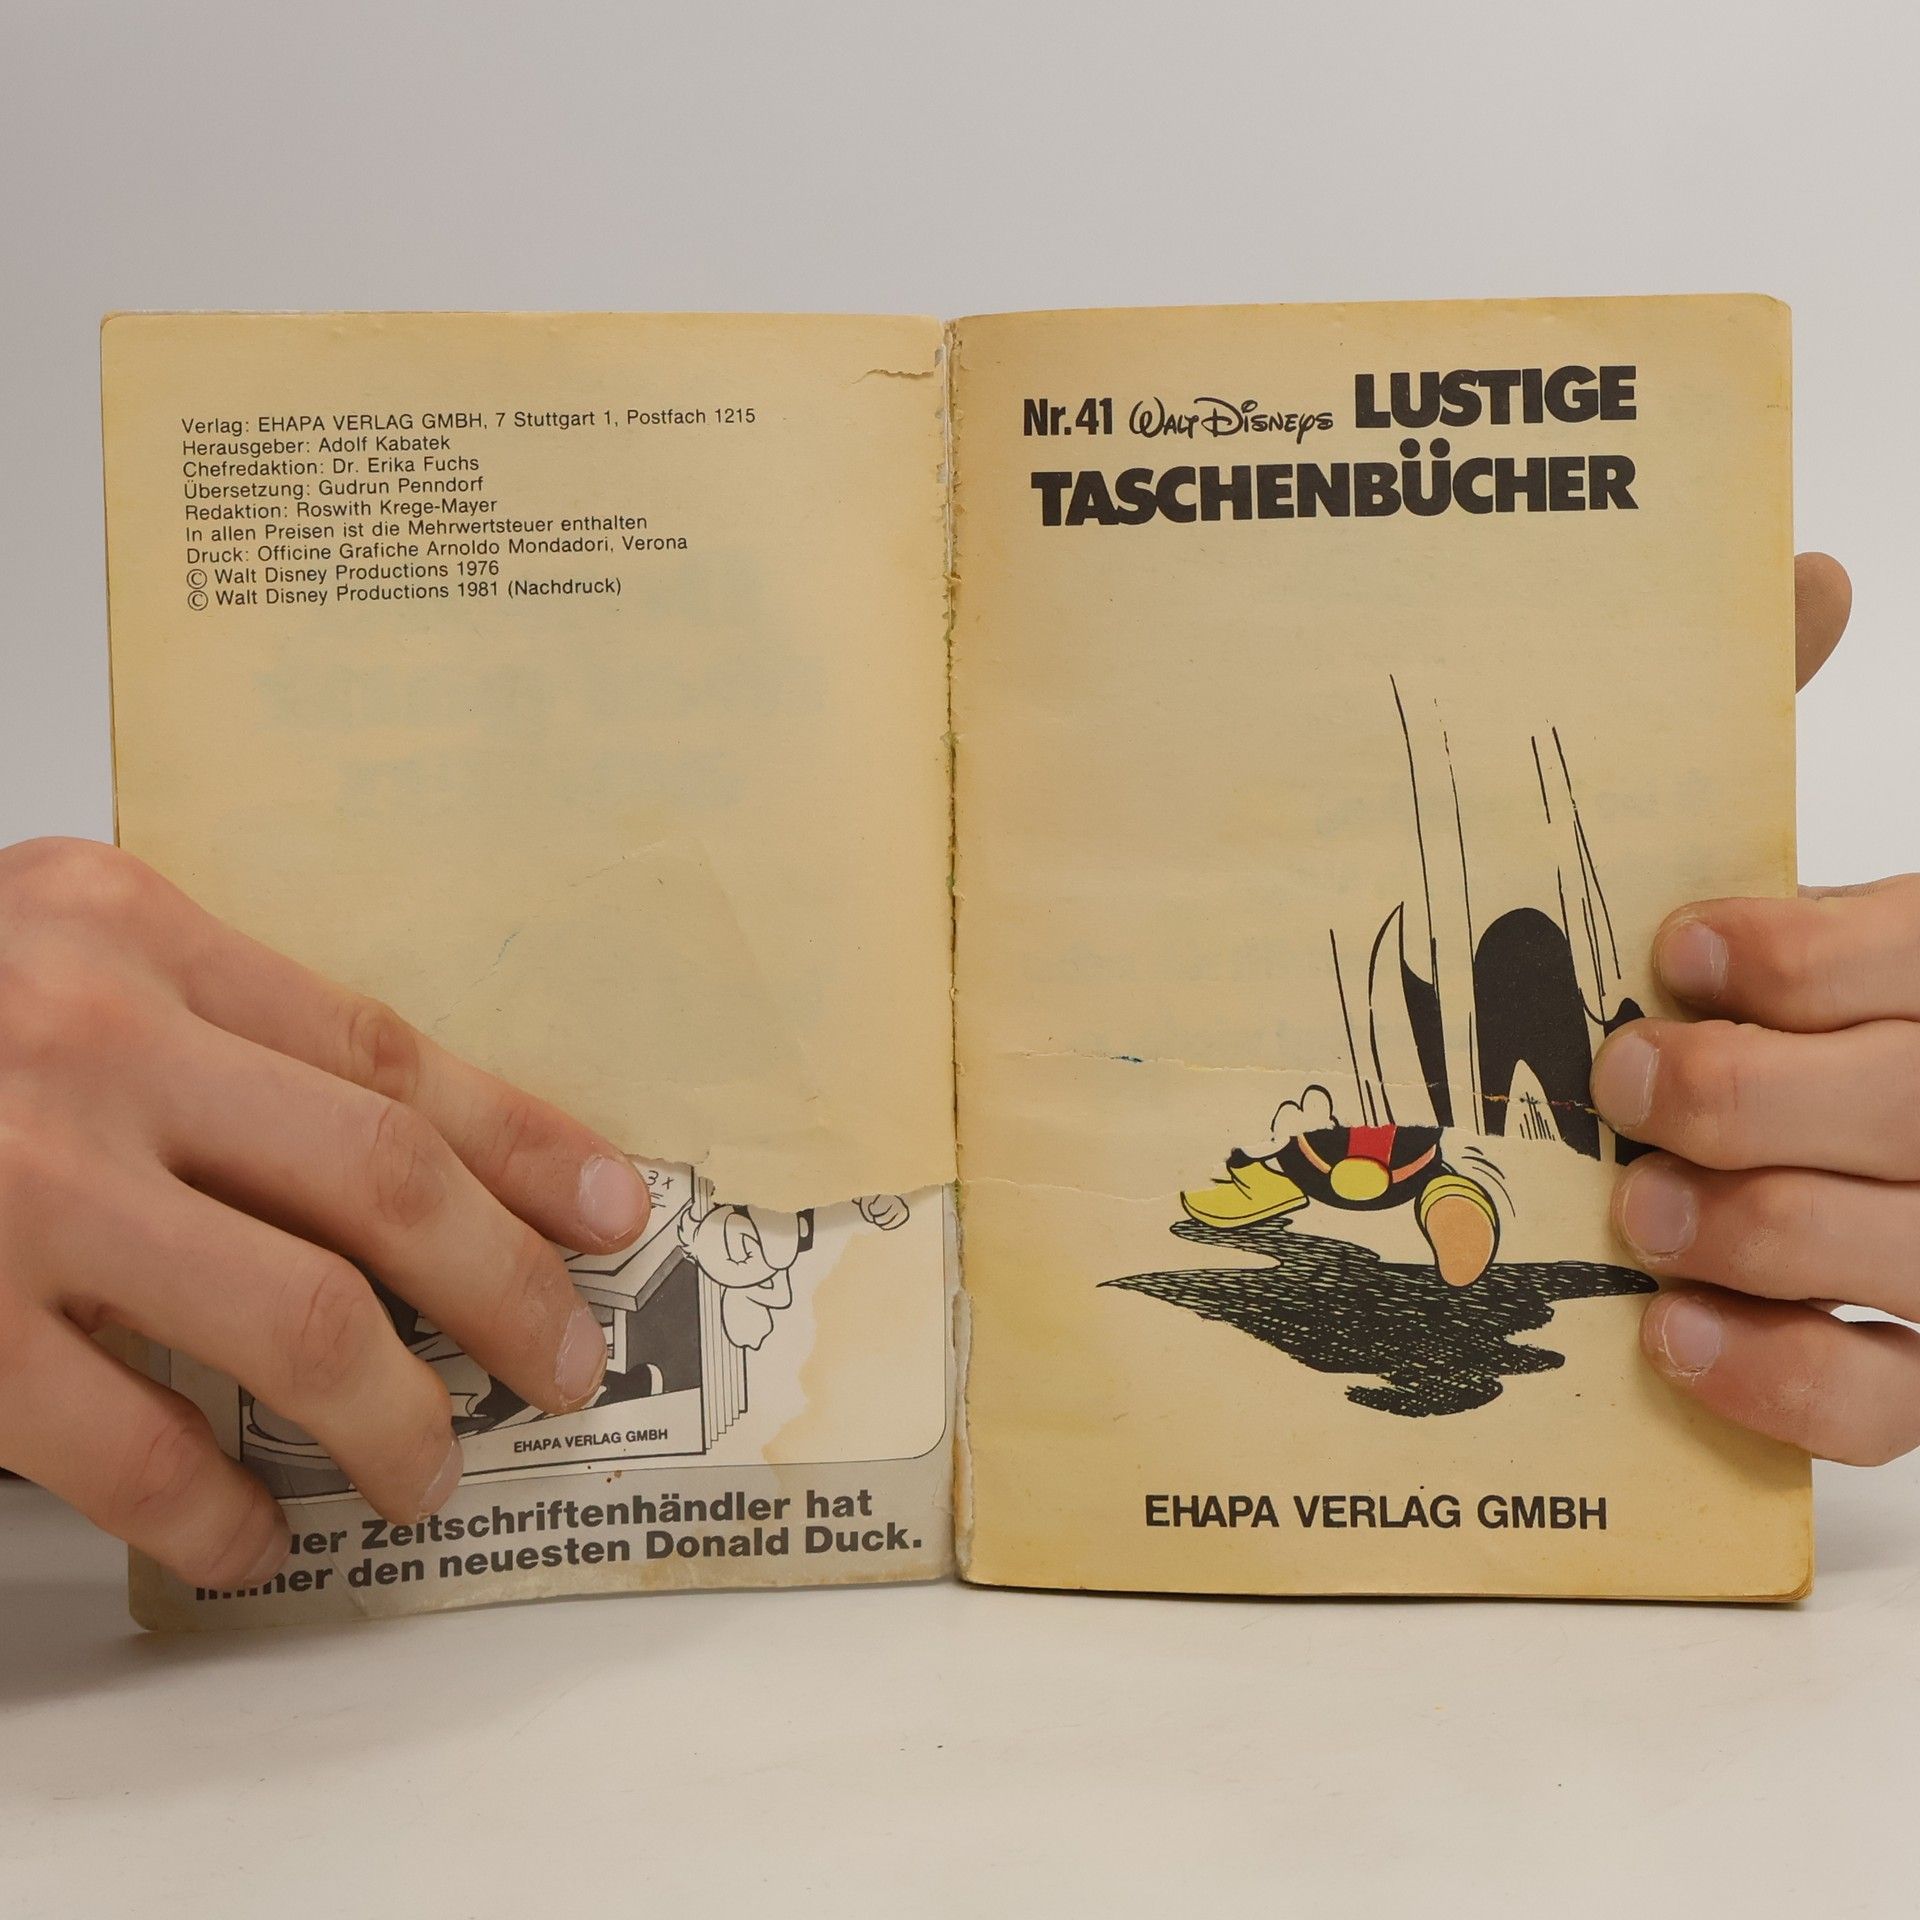 Verlag: EHAPA VERLAG GMBH, 7 Stuttgart 1, Postfach 1215
Herausgeber: Adolf Kabatek
Chefredaktion: Dr. Erika Fuchs
Übersetzung: Gudrun Penndorf
Redaktion: Roswith Krege-Mayer
In allen Preisen ist die Mehrwertsteuer enthalten
Druck: Officine Grafiche Arnoldo Mondadori, Verona
© Walt Disney Productions 1976
© Walt Disney Productions 1981 (Nachdruck)
3x
EHAPA VERLAG GMBH
Zeitschriftenhändler hat
den neuesten Donald Duck.
Nr. 41 WALT DISNEYS LUSTIGE
TASCHENBÜCHER
EHAPA VERLAG GMBH